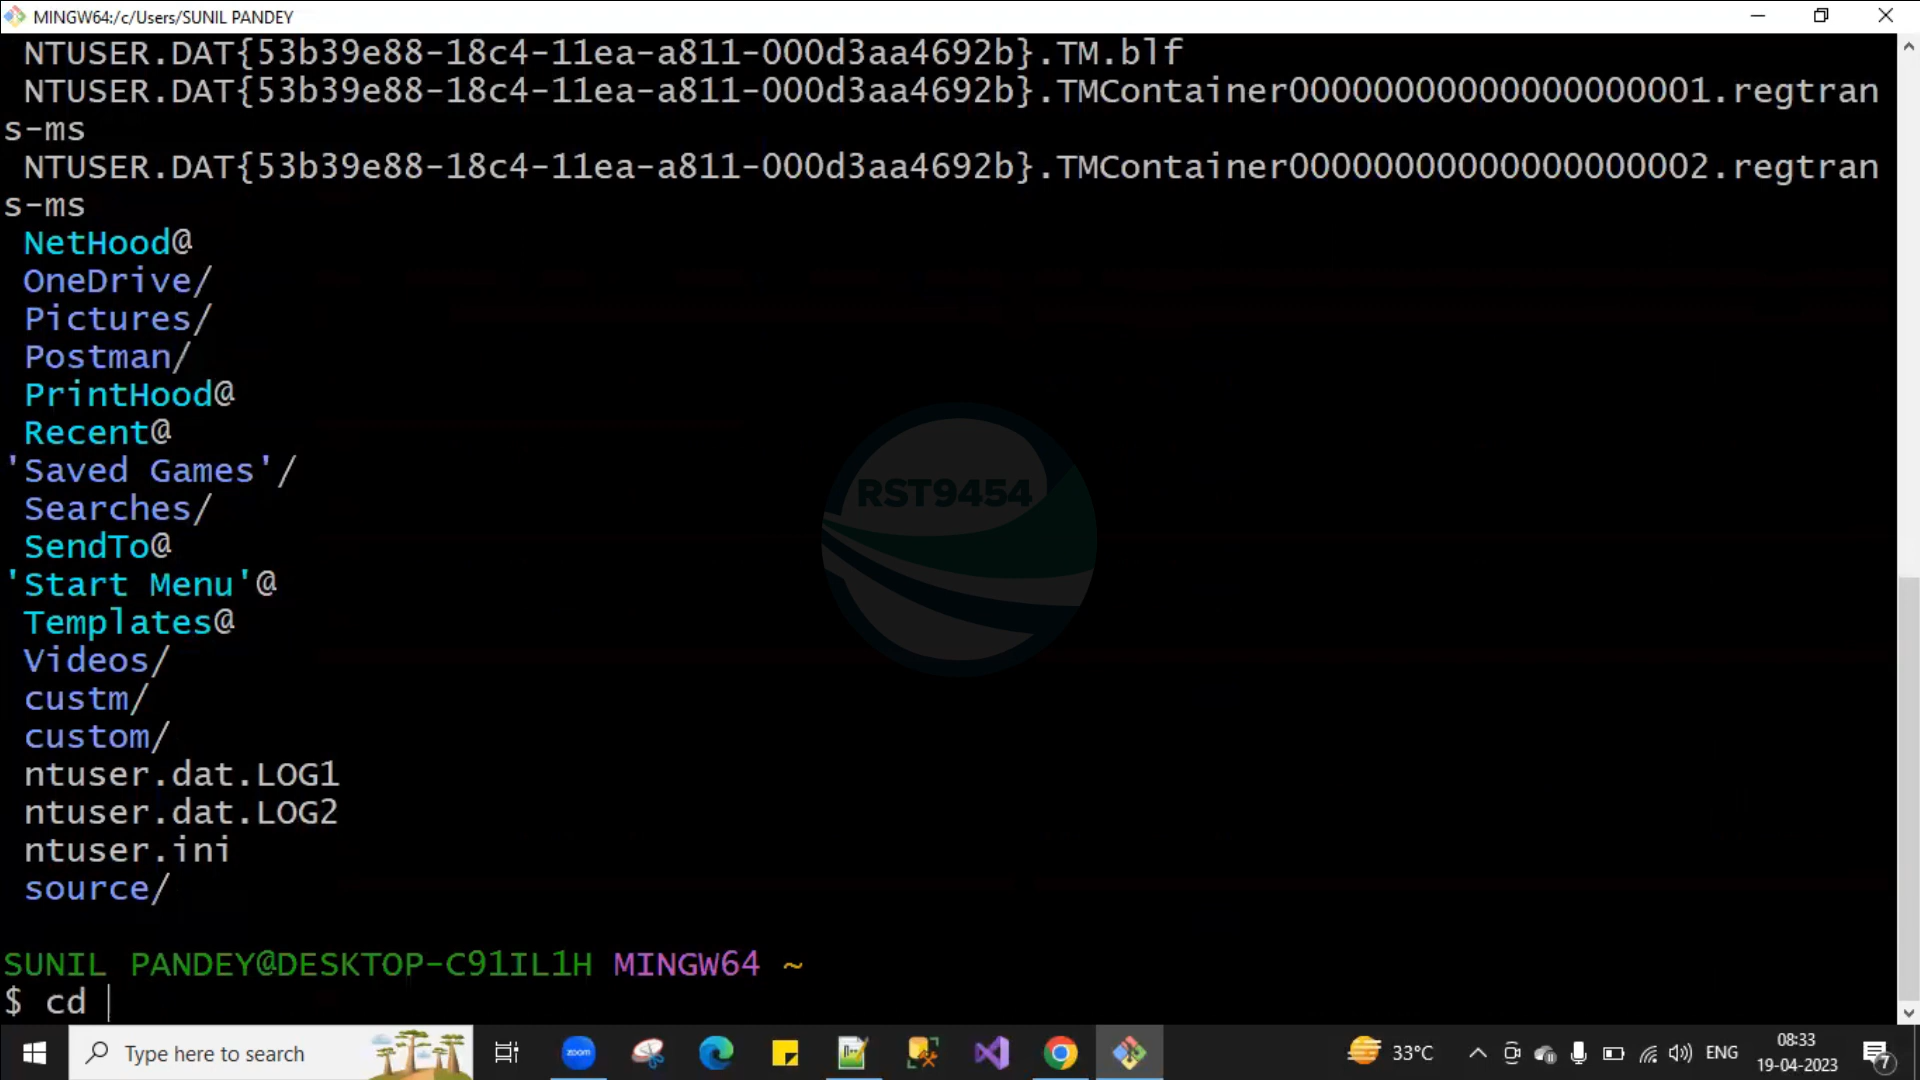 MINGW64:/c/Users/SUNIL PANDEY
NTUSER.DAT{53b39e88-18c4-11ea-a811-000d3aa4692b}.TM.blf
NTUSER.DAT{53b39e88-18c4-11ea-a811-000d3aa4692b}.TMContainer00000000000000000001.regtran
s-ms
NTUSER.DAT{53b39e88-18c4-11ea-a811-000d3aa4692b}.TMContainer00000000000000000002.regtran
s-ms
NetHood@
OneDrive/
Pictures/
Postman/
PrintHood@
Recent@
'Saved Games'/
Searches/
SendTo@
'Start Menu'@
Templates@
Videos/
custm/
custom/
ntuser.dat.LOG1
ntuser.dat.LOG2
ntuser.ini
source/
RST9454
SUNIL PANDEY@DESKTOP-C91IL1H MINGW64 ~
$ cd
Type here to search
zoom
33°C
ENG
08:33
19-04-2023
7